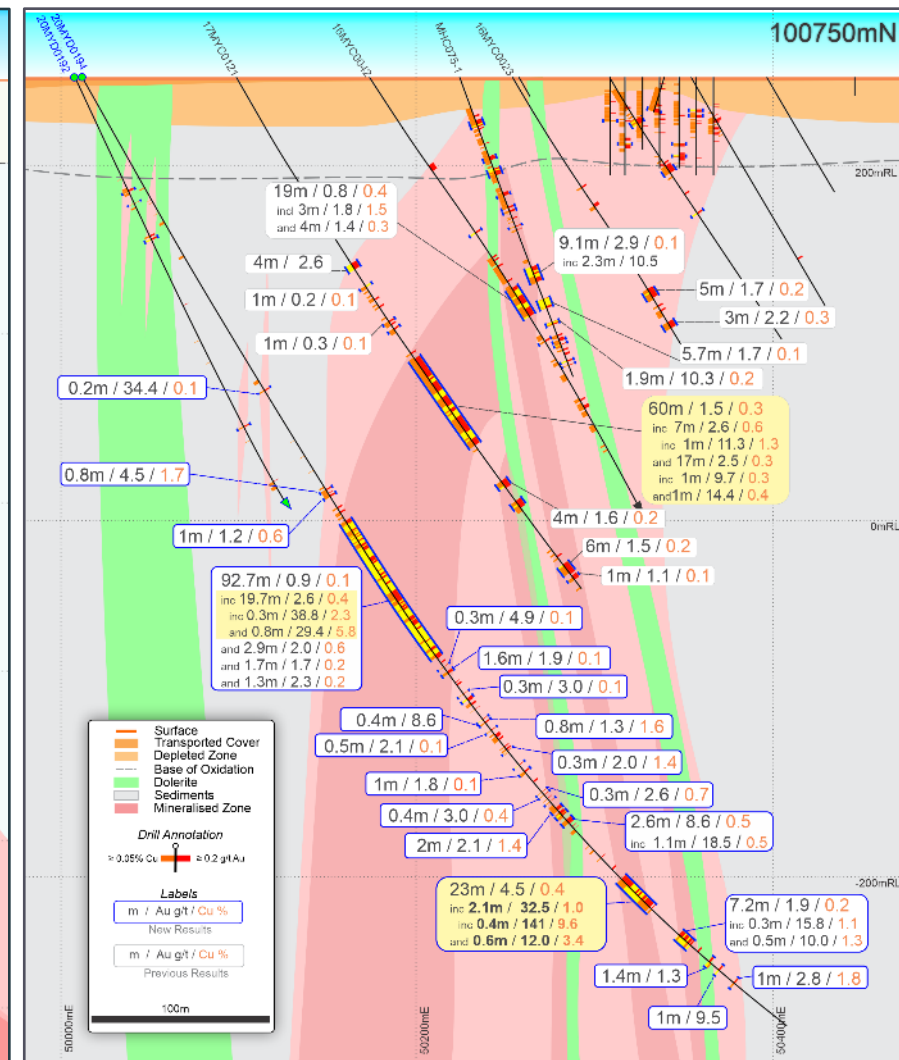 100750mN
20MYD0192
20MYD0194
17MYC0121
16MYC0042
MHC075-1
16MYC0023
200mRL
19m / 0.8 / 0.4
incl 3m / 1.8 / 1.5
and 4m / 1.4 / 0.3
9.1m / 2.9 / 0.1
inc 2.3m / 10.5
4m / 2.6
1m / 0.2 / 0.1
1m / 0.3 / 0.1
5m / 1.7 / 0.2
3m / 2.2 / 0.3
5.7m / 1.7 / 0.1
1.9m / 10.3 / 0.2
0.2m / 34.4 / 0.1
60m / 1.5 / 0.3
inc 7m / 2.6 / 0.6
inc 1m / 11.3 / 1.3
and 17m / 2.5 / 0.3
inc 1m / 9.7 / 0.3
and1m / 14.4 / 0.4
0.8m / 4.5 / 1.7
4m / 1.6 / 0.2
0mRL
1m / 1.2 / 0.6
6m / 1.5 / 0.2
1m / 1.1 / 0.1
92.7m / 0.9 / 0.1
inc 19.7m / 2.6 / 0.4
inc 0.3m / 38.8 / 2.3
and 0.8m / 29.4 / 5.8
and 2.9m / 2.0 / 0.6
and 1.7m / 1.7 / 0.2
and 1.3m / 2.3 / 0.2
0.3m / 4.9 / 0.1
1.6m / 1.9 / 0.1
0.3m / 3.0 / 0.1
0.4m / 8.6
0.8m / 1.3 / 1.6
0.5m / 2.1 / 0.1
0.3m / 2.0 / 1.4
1m / 1.8 / 0.1
0.3m / 2.6 / 0.7
0.4m / 3.0 / 0.4
2.6m / 8.6 / 0.5
inc 1.1m / 18.5 / 0.5
2m / 2.1 / 1.4
-200mRL
23m / 4.5 / 0.4
inc 2.1m / 32.5 / 1.0
inc 0.4m / 141 / 9.6
and 0.6m / 12.0 / 3.4
7.2m / 1.9 / 0.2
inc 0.3m / 15.8 / 1.1
and 0.5m / 10.0 / 1.3
1.4m / 1.3
1m / 2.8 / 1.8
1m / 9.5
Surface
Transported Cover
Depleted Zone
Base of Oxidation
Dolerite
Sediments
Mineralised Zone
Drill Annotation
≥ 0.05% Cu
≥ 0.2 g/t Au
Labels
m / Au g/t / Cu %
New Results
m / Au g/t / Cu %
Previous Results
100m
50000mE
50200mE
50400mE